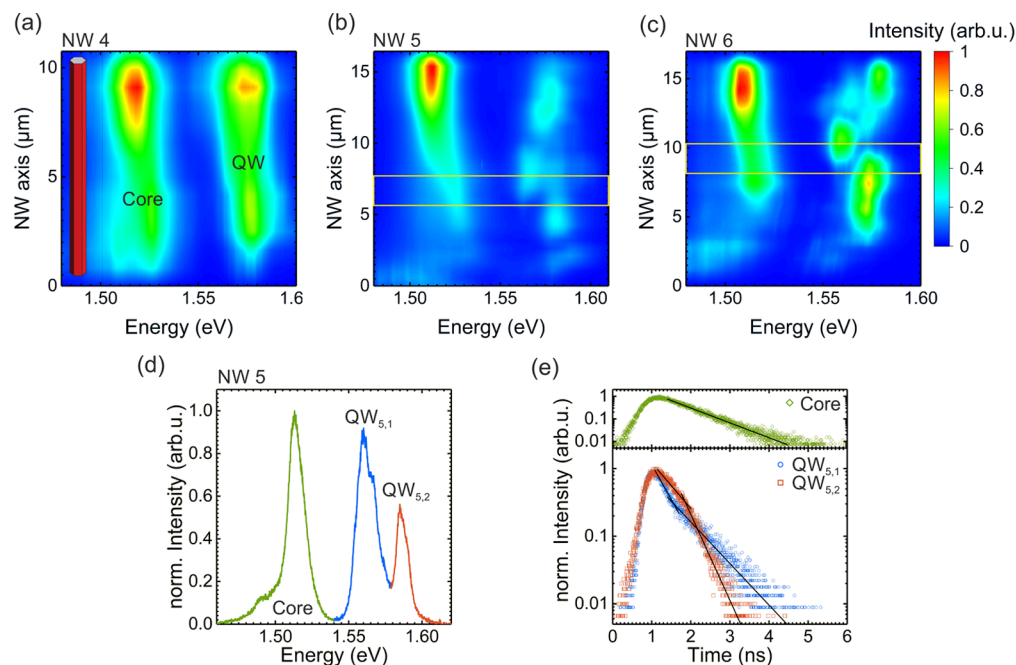 (a)
NW 4
10
5
0
NW axis (µm)
Core
QW
1.50
1.55
1.6
Energy (eV)
(b)
NW 5
15
10
5
0
NW axis (µm)
1.50
1.55
1.60
Energy (eV)
(c)
NW 6
15
10
5
0
NW axis (µm)
1.50
1.55
1.60
Energy (eV)
Intensity (arb.u.)
1
0.8
0.6
0.4
0.2
0
(d)
NW 5
1.0
0.8
0.6
0.4
0.2
0
norm. Intensity (arb.u.)
QW5,1
QW5,2
Core
1.50
1.55
1.60
Energy (eV)
(e)
1
0.1
0.01
Core
1
0.1
0.01
norm. Intensity (arb.u.)
QW5,1
QW5,2
0 1 2 3 4 5 6
Time (ns)